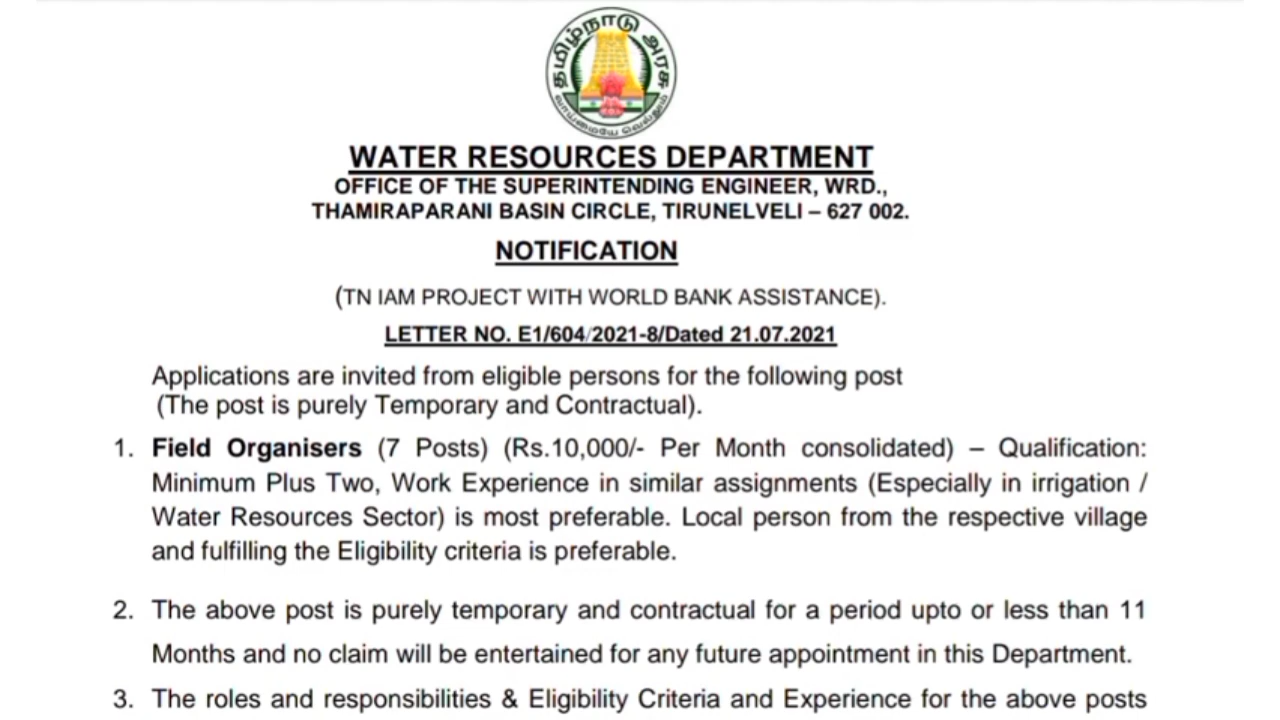 தமிழ்நாடு அரசு
வாய்மையே வெல்லும்
WATER RESOURCES DEPARTMENT
OFFICE OF THE SUPERINTENDING ENGINEER, WRD.,
THAMIRAPARANI BASIN CIRCLE, TIRUNELVELI – 627 002.
NOTIFICATION
(TN IAM PROJECT WITH WORLD BANK ASSISTANCE).
LETTER NO. E1/604/2021-8/Dated 21.07.2021
Applications are invited from eligible persons for the following post
(The post is purely Temporary and Contractual).
1. Field Organisers (7 Posts) (Rs.10,000/- Per Month consolidated) – Qualification:
Minimum Plus Two, Work Experience in similar assignments (Especially in irrigation /
Water Resources Sector) is most preferable. Local person from the respective village
and fulfilling the Eligibility criteria is preferable.
2. The above post is purely temporary and contractual for a period upto or less than 11
Months and no claim will be entertained for any future appointment in this Department.
3. The roles and responsibilities & Eligibility Criteria and Experience for the above posts